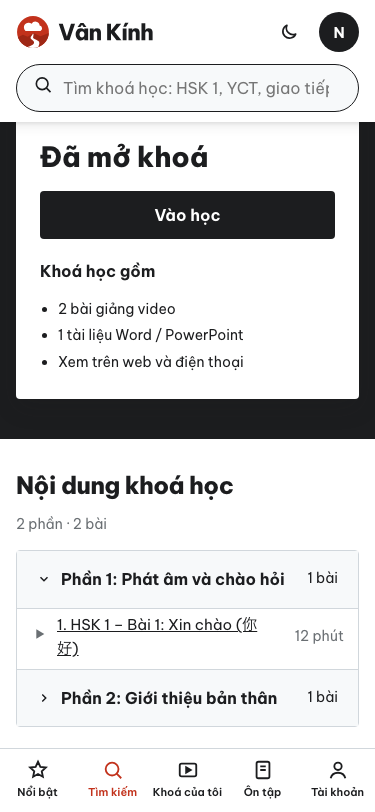 Vân Kính
N
Tìm khoá học: HSK 1, YCT, giao tiếp
Đã mở khoá
Vào học
Khoá học gồm
2 bài giảng video
1 tài liệu Word / PowerPoint
Xem trên web và điện thoại
Nội dung khoá học
2 phần · 2 bài
Phần 1: Phát âm và chào hỏi 1 bài
1. HSK 1 – Bài 1: Xin chào (你
好) 12 phút
Phần 2: Giới thiệu bản thân 1 bài
Nổi bật Tìm kiếm Khoá của tôi Ôn tập Tài khoản